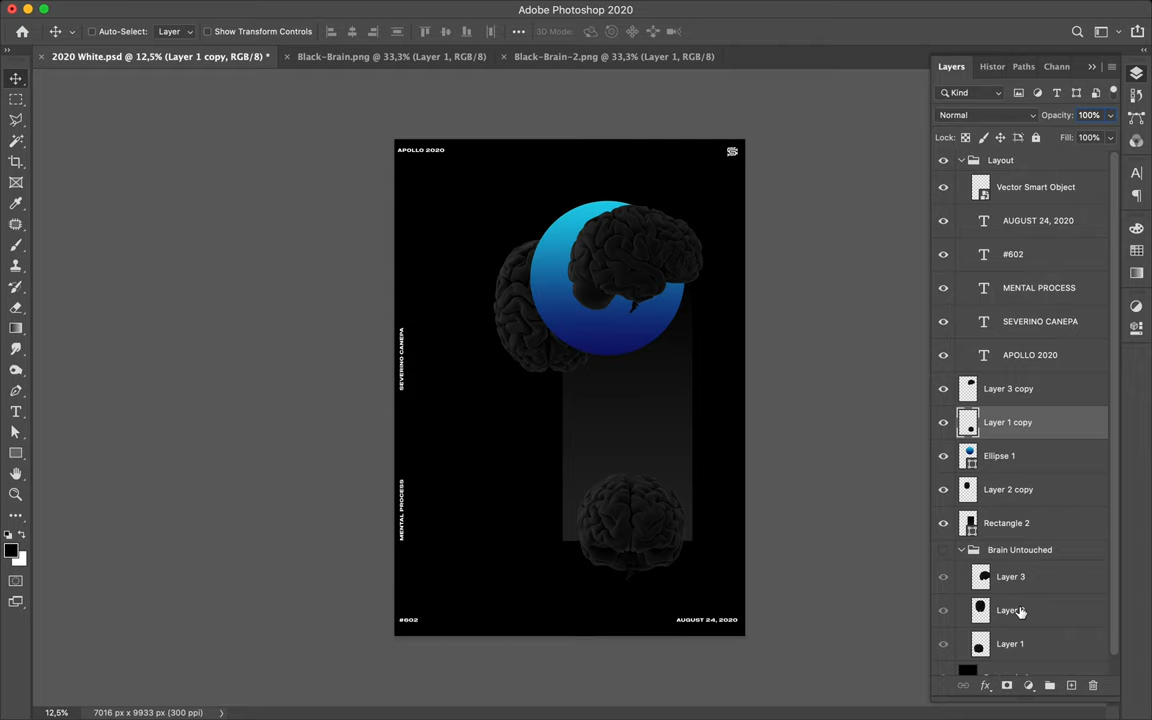 Adobe Photoshop 2020
Auto-Select:
Layer
Show Transform Controls
3D Mode:
2020 White.psd @ 12,5% (Layer 1 copy, RGB/8) *
Black-Brain.png @ 33,3% (Layer 1, RGB/8)
Black-Brain-2.png @ 33,3% (Layer 1, RGB/8)
Layers
Histor
Paths
Chann
Kind
Normal
Opacity: 100%
Lock:
Fill: 100%
Layout
Vector Smart Object
AUGUST 24, 2020
#602
MENTAL PROCESS
SEVERINO CANEPA
APOLLO 2020
Layer 3 copy
Layer 1 copy
Ellipse 1
Layer 2 copy
Rectangle 2
Brain Untouched
Layer 3
Layer
Layer 1
APOLLO 2020
SEVERINO CANEPA
MENTAL PROCESS
#602
AUGUST 24, 2020
12,5%
7016 px x 9933 px (300 ppi)